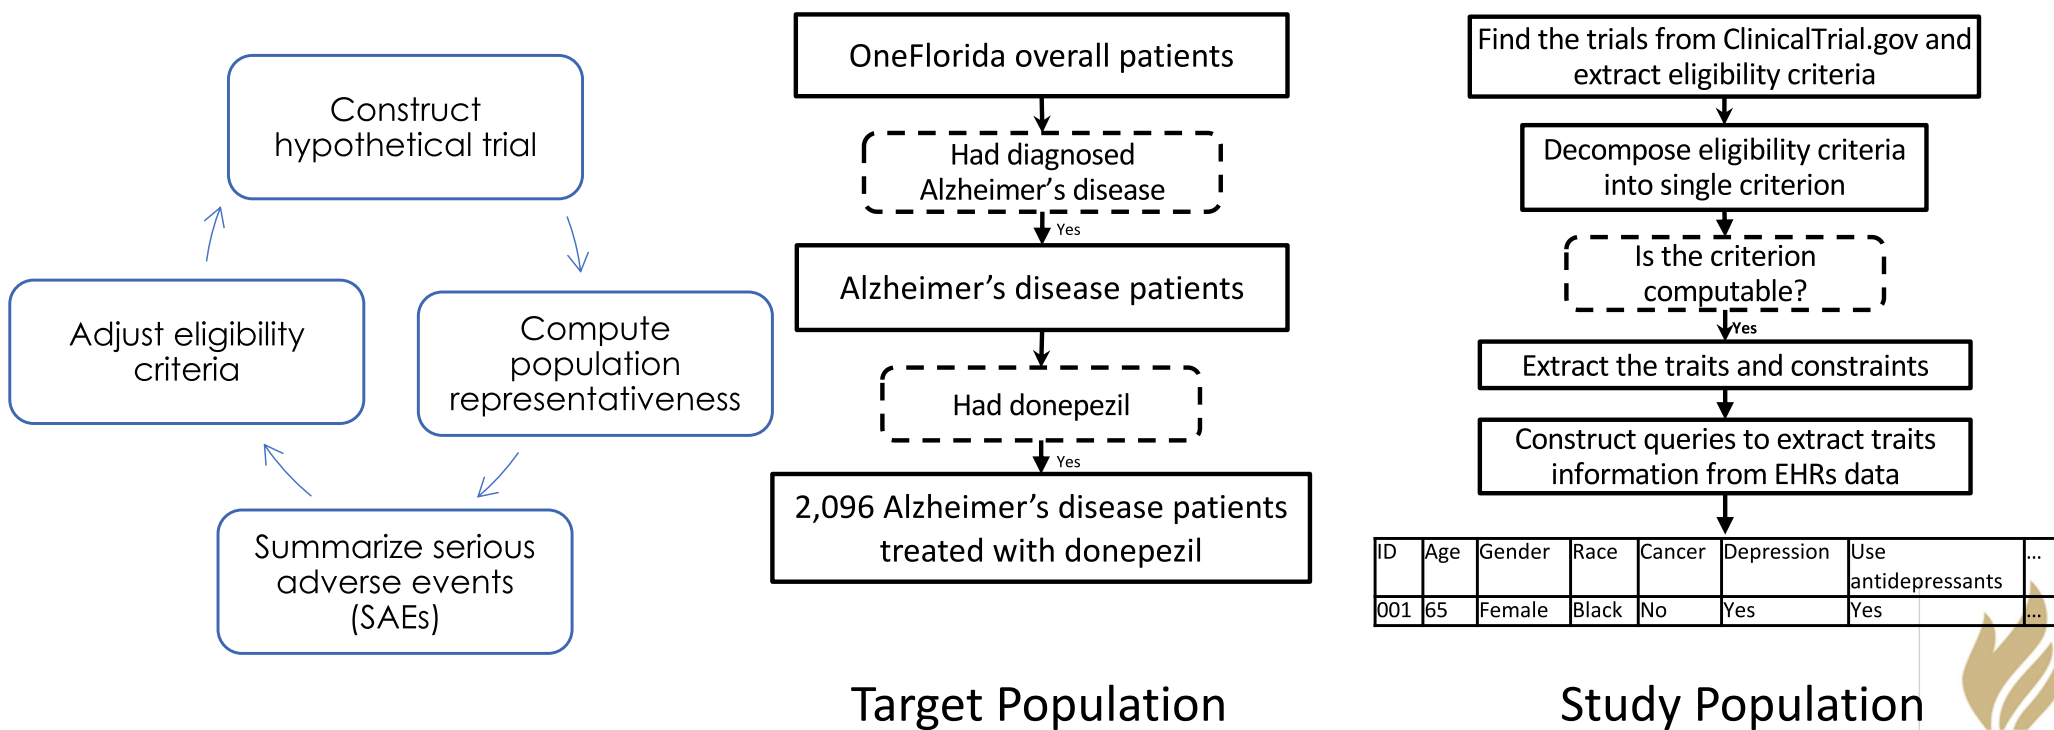 Construct
hypothetical trial
Compute
population
representativeness
Summarize serious
adverse events
(SAEs)
Adjust eligibility
criteria
OneFlorida overall patients
Had diagnosed
Alzheimer's disease
Yes
Alzheimer's disease patients
Had donepezil
Yes
2,096 Alzheimer's disease patients
treated with donepezil
Target Population
Find the trials from ClinicalTrial.gov and
extract eligibility criteria
Decompose eligibility criteria
into single criterion
Is the criterion
computable?
Yes
Extract the traits and constraints
Construct queries to extract traits
information from EHRs data
ID Age Gender Race Cancer Depression Use ...
antidepressants
001 65 Female Black No Yes Yes ...
Study Population